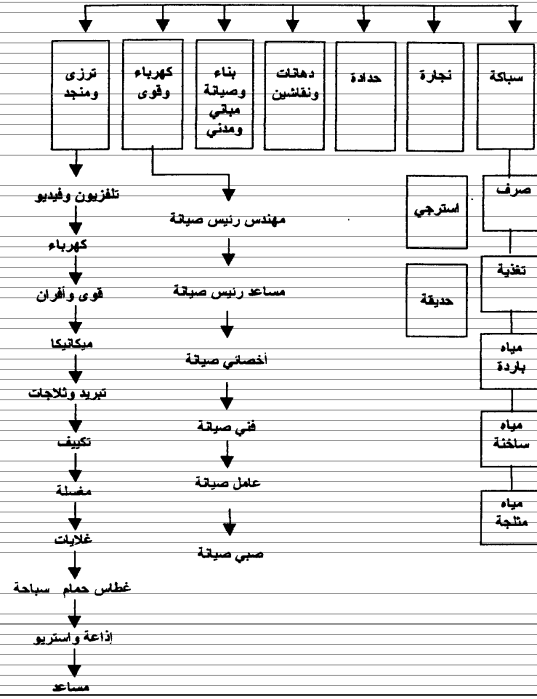 سباكة
نجارة
حدادة
دهانات
ونقاشين
بناء
وصيانة
مباني
ومدني
كهرباء
وقوى
ترزى
ومنجد
صرف
تغذية
مياه
باردة
مياه
ساخنة
مياه
مثلجة
استرجي
حديقة
مهندس رئيس صيانة
مساعد رئيس صيانة
أخصائي صيانة
فني صيانة
عامل صيانة
صبي صيانة
تلفزيون وفيديو
كهرباء
قوى وأفران
ميكانيكا
تبريد وثلاجات
تكييف
مغسلة
غلايات
غطاس حمام سباحة
إذاعة واستريو
مساعد